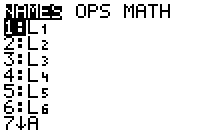 NAMES OPS MATH
1:L₁
2:L₂
3:L₃
4:L₄
5:L₅
6:L₆
7↓A